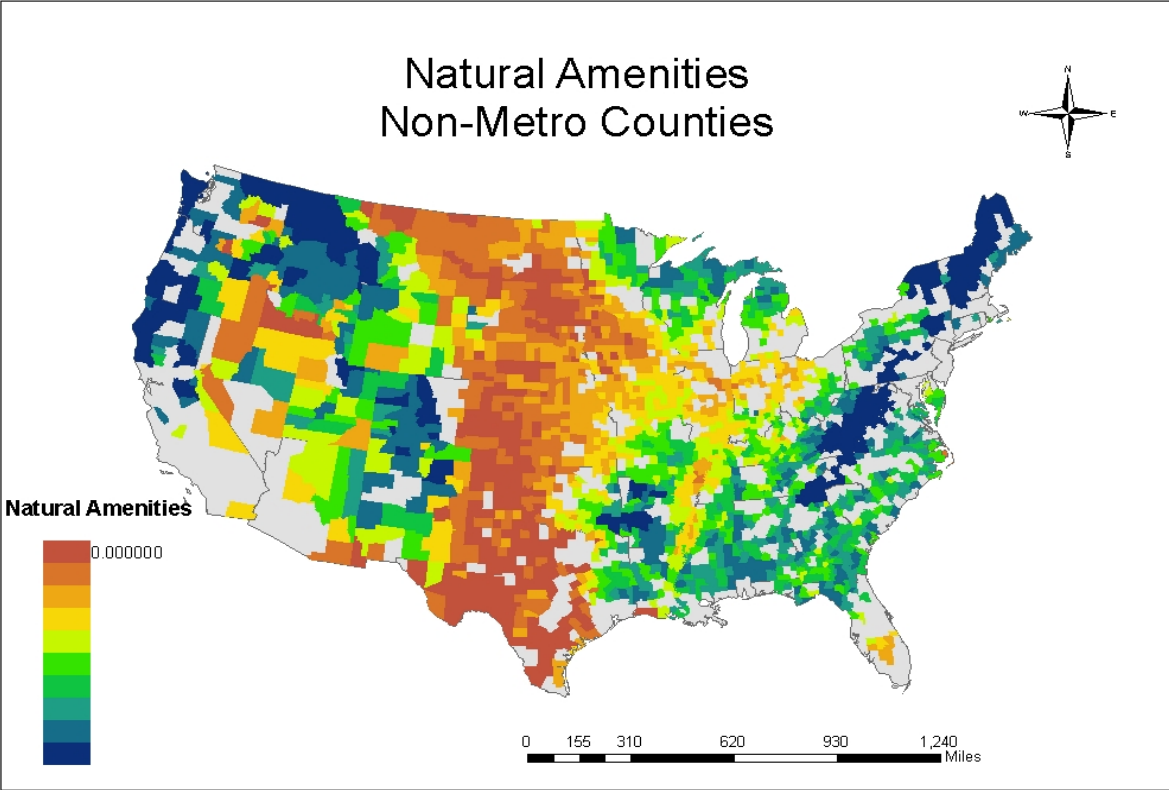 Natural Amenities
Non-Metro Counties
N
W E
S
Natural Amenities
0.000000
0 155 310 620 930 1,240
Miles